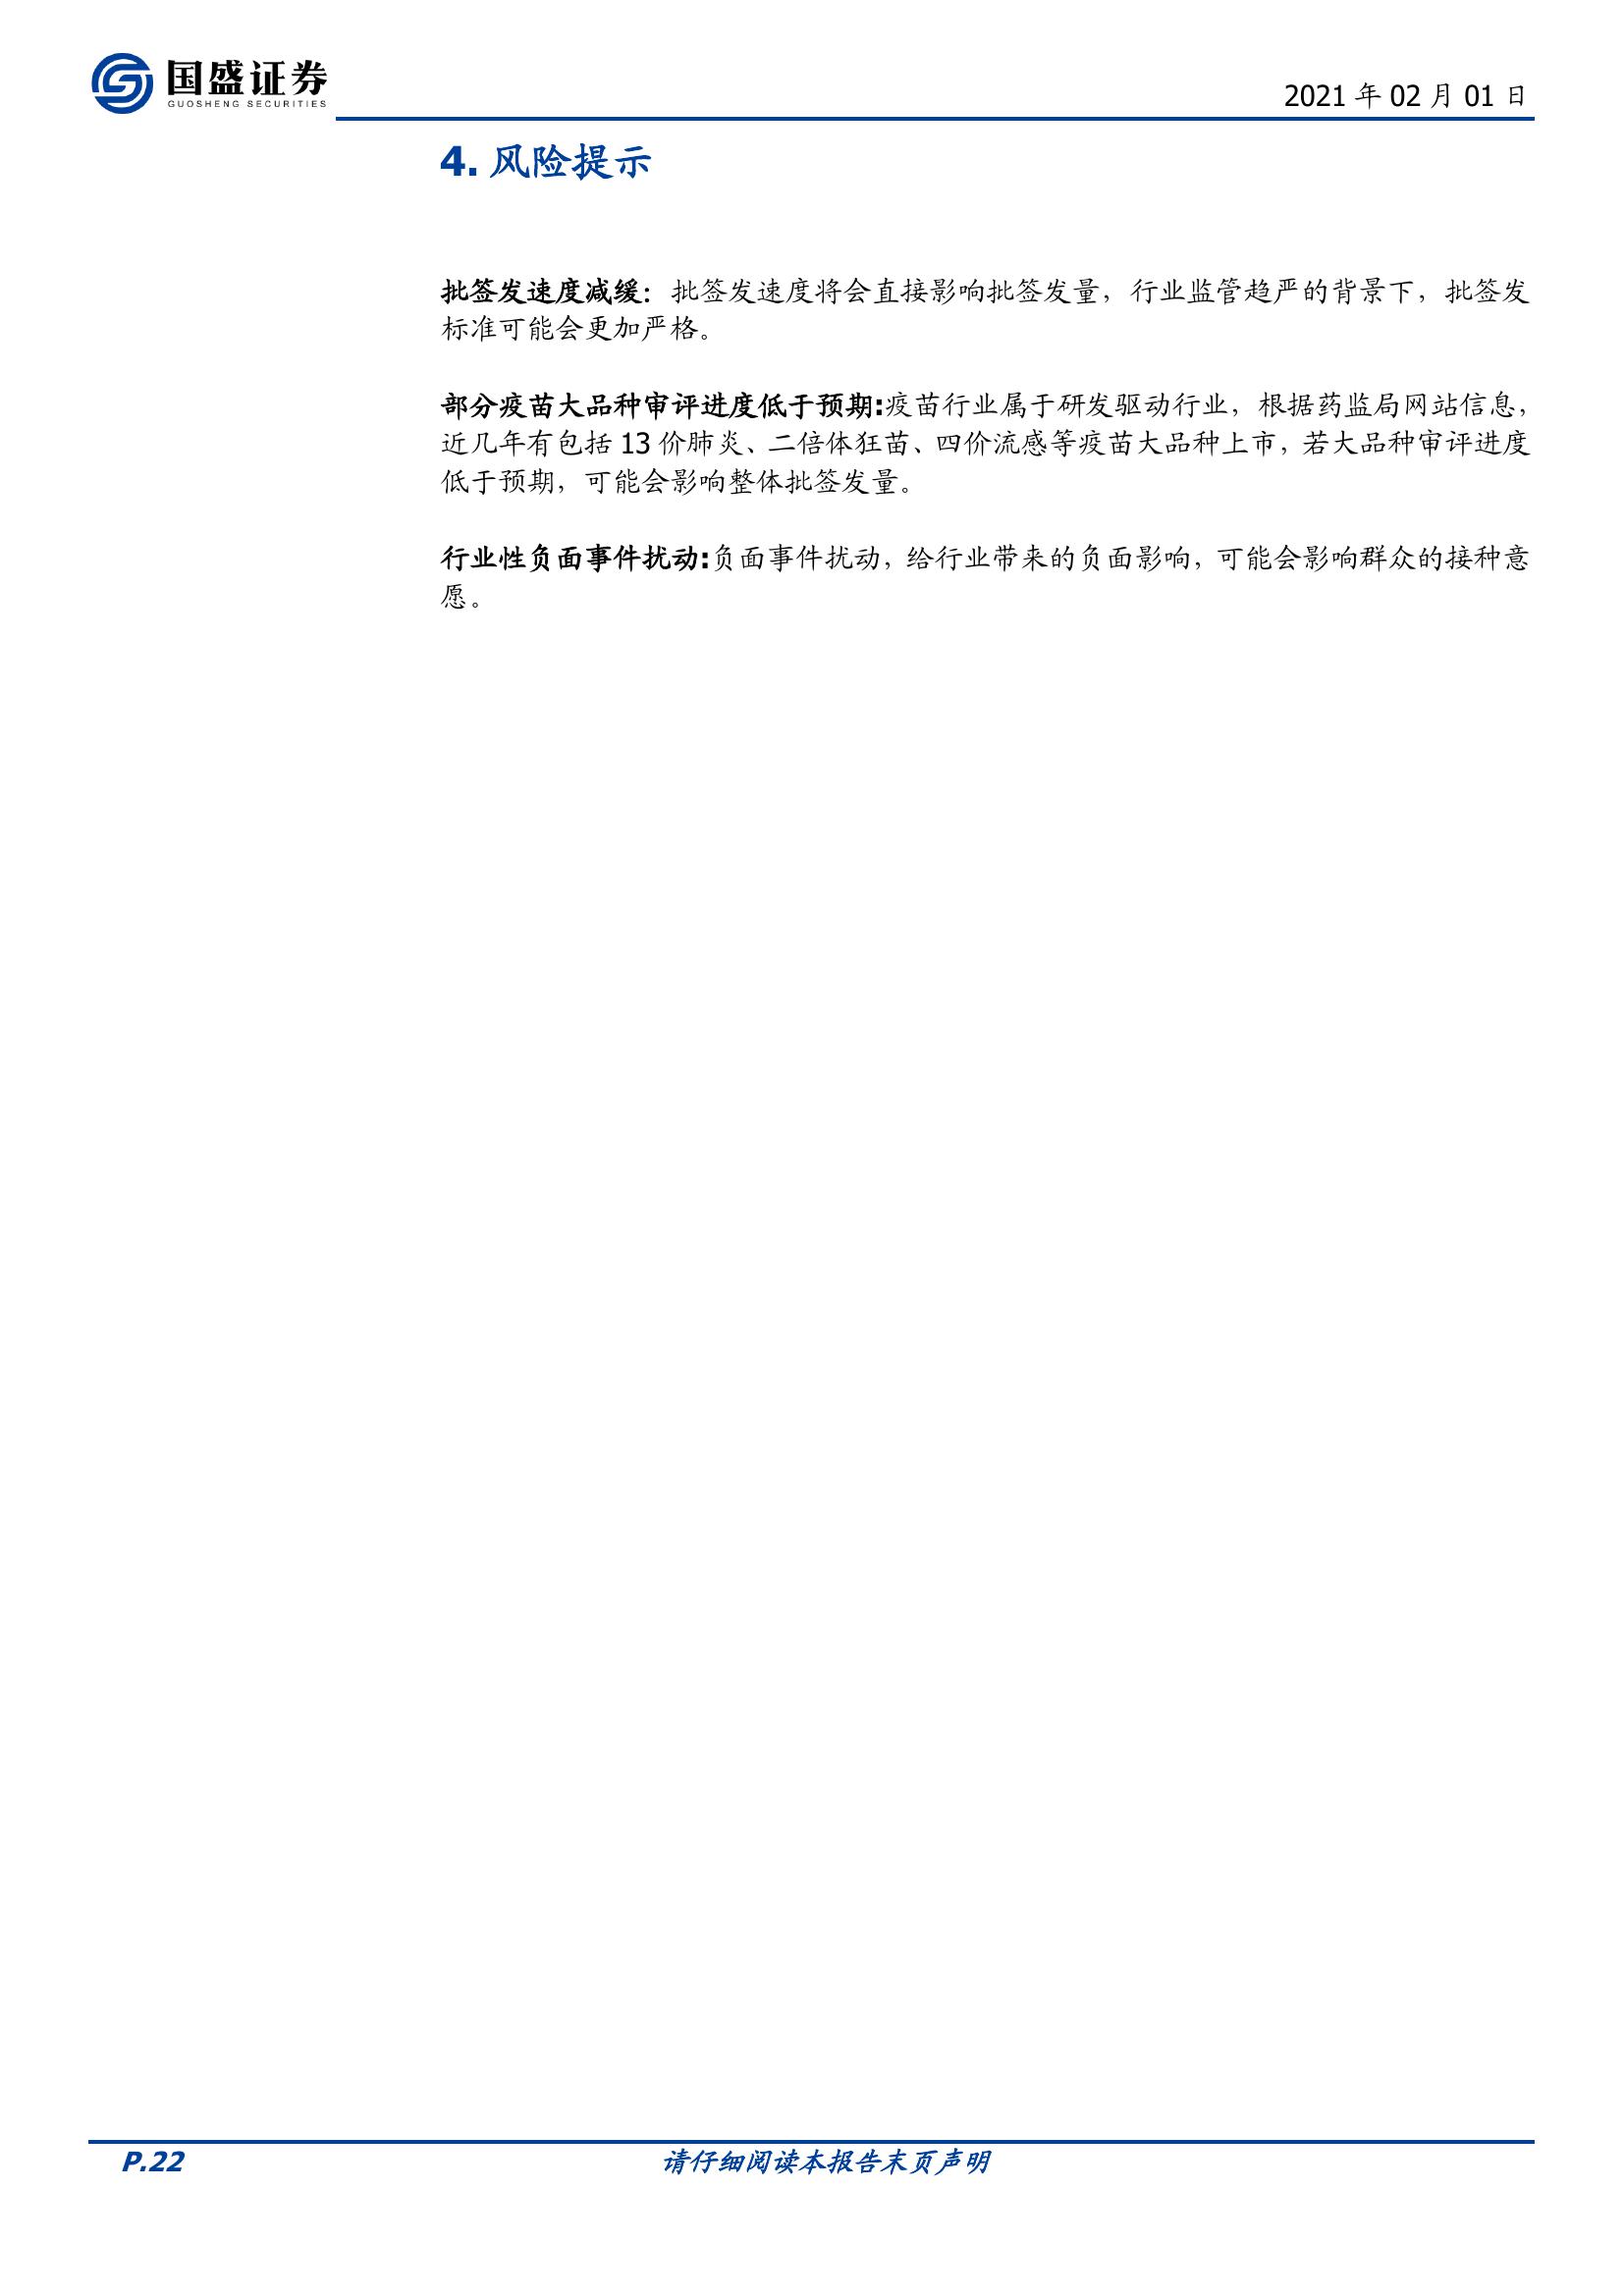 国盛证券
GUOSHENG SECURITIES
2021 年 02 月 01 日
4. 风险提示
批签发速度减缓：批签发速度将会直接影响批签发量，行业监管趋严的背景下，批签发
标准可能会更加严格。
部分疫苗大品种审评进度低于预期:疫苗行业属于研发驱动行业，根据药监局网站信息，
近几年有包括 13 价肺炎、二倍体狂苗、四价流感等疫苗大品种上市，若大品种审评进度
低于预期，可能会影响整体批签发量。
行业性负面事件扰动:负面事件扰动，给行业带来的负面影响，可能会影响群众的接种意
愿。
P.22
请仔细阅读本报告末页声明